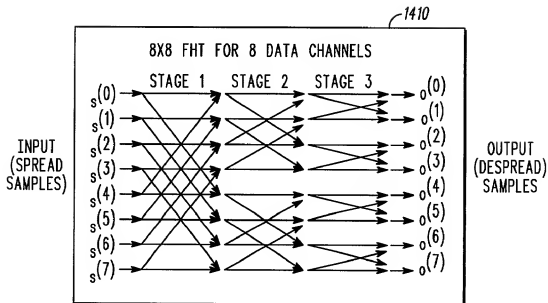 1410
8X8 FHT FOR 8 DATA CHANNELS
STAGE 1 STAGE 2 STAGE 3
INPUT
(SPREAD
SAMPLES)
s(0)
s(1)
s(2)
s(3)
s(4)
s(5)
s(6)
s(7)
o(0)
o(1)
o(2)
o(3)
o(4)
o(5)
o(6)
o(7)
OUTPUT
(DESPREAD)
SAMPLES